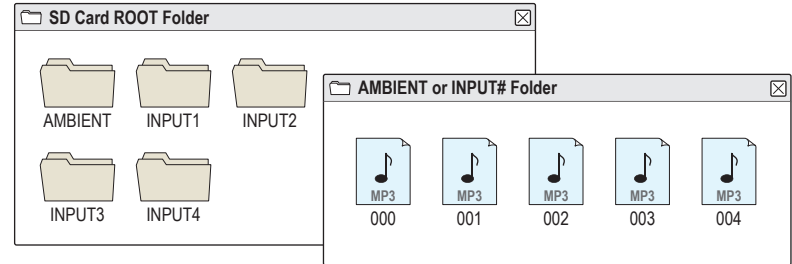 SD Card ROOT Folder
AMBIENT INPUT1 INPUT2
INPUT3 INPUT4
AMBIENT or INPUT# Folder
MP3 MP3 MP3 MP3 MP3
000 001 002 003 004